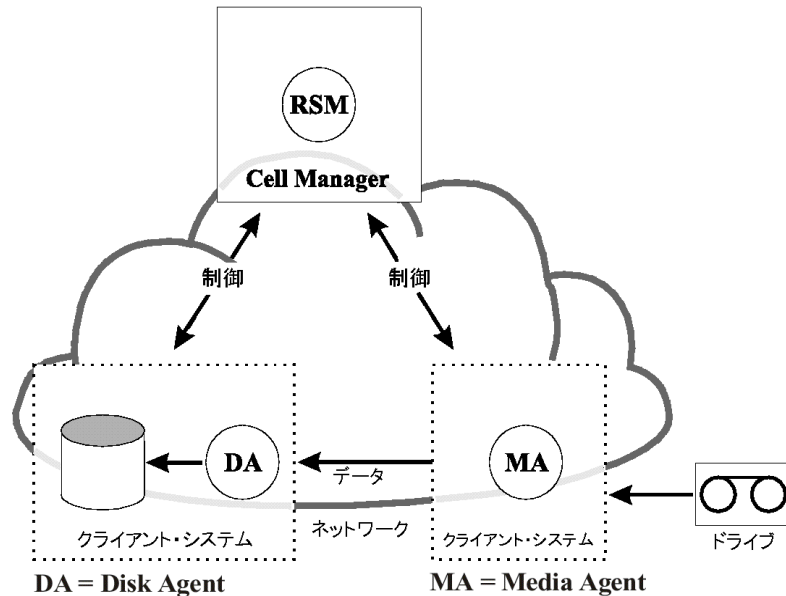 RSM
Cell Manager
制御
制御
DA
データ
MA
クライアント・システム
ネットワーク
クライアント・システム
ドライブ
DA = Disk Agent
MA = Media Agent